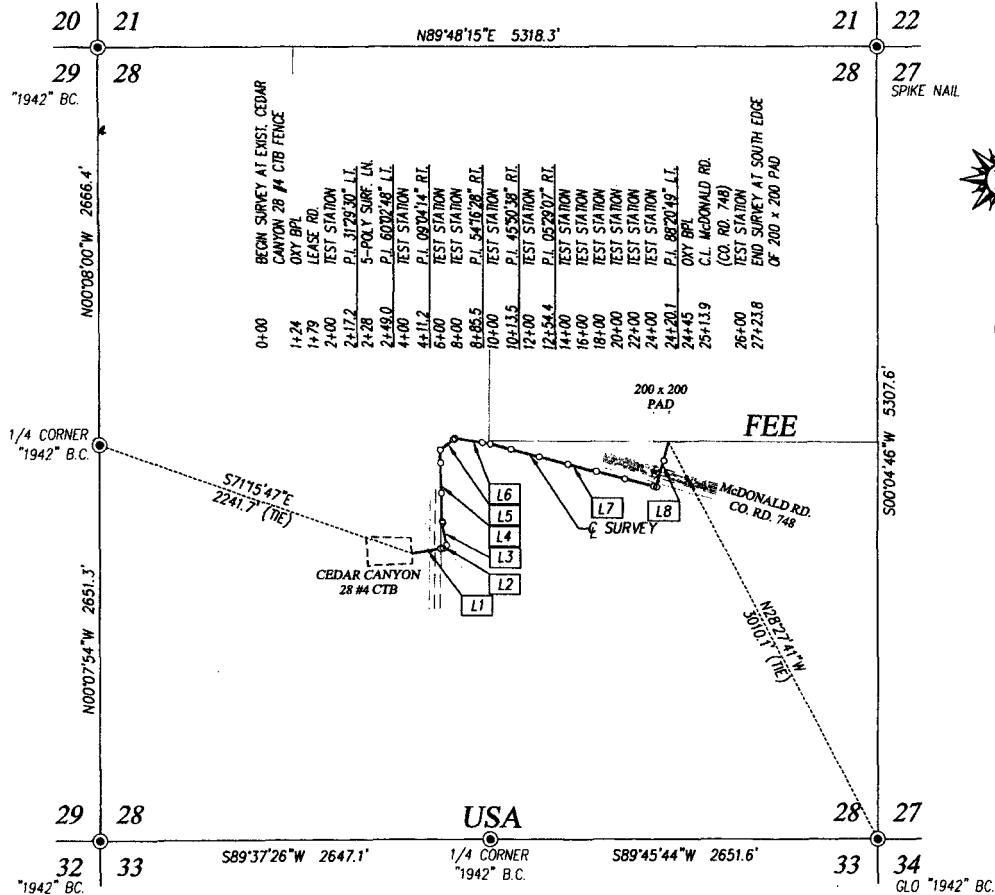 20 21
21 22
N89°48'15"E 5318.3'
29 28
28 27
"1942" BC.
SPIKE NAIL
N00°08'00"W 2666.4'
0+00 BEGIN SURVEY AT EXIST. CEDAR
CANYON 28 #4 CTB FENCE
1+24 OXY BPL
1+79 LEASE RD.
2+00 TEST STATION
2+17.2 P.I. 31°29'30" LT.
2+28 5-POLY SURF. LN.
2+49.0 P.I. 60°02'48" LT.
4+00 TEST STATION
4+11.2 P.I. 09°04'14" RT.
6+00 TEST STATION
8+00 TEST STATION
8+85.5 P.I. 54°16'28" RT.
10+00 TEST STATION
10+13.5 P.I. 45°50'38" RT.
12+00 TEST STATION
12+54.4 P.I. 05°29'07" RT.
14+00 TEST STATION
16+00 TEST STATION
18+00 TEST STATION
20+00 TEST STATION
22+00 TEST STATION
24+00 TEST STATION
24+20.1 P.I. 88°20'49" LT.
24+45 OXY BPL
25+13.9 C.L. McDONALD RD.
(CO. RD. 748)
26+00 TEST STATION
27+23.8 END SURVEY AT SOUTH EDGE
OF 200 x 200 PAD
S00°04'46"W 5307.6'
200 x 200
PAD
FEE
1/4 CORNER
"1942" B.C.
S71°15'47"E
2241.7' (TIE)
L6
L5
L4
L3
L2
L1
L7
L8
McDONALD RD.
CO. RD. 748
℄ SURVEY
CEDAR CANYON
28 #4 CTB
N00°07'54"W 2651.3'
N28°27'41"W
3010.1' (TIE)
29 28
USA
28 27
32 33
S89°37'26"W 2647.1'
1/4 CORNER
"1942" B.C.
S89°45'44"W 2651.6'
33 34
"1942" BC.
GLO "1942" BC.